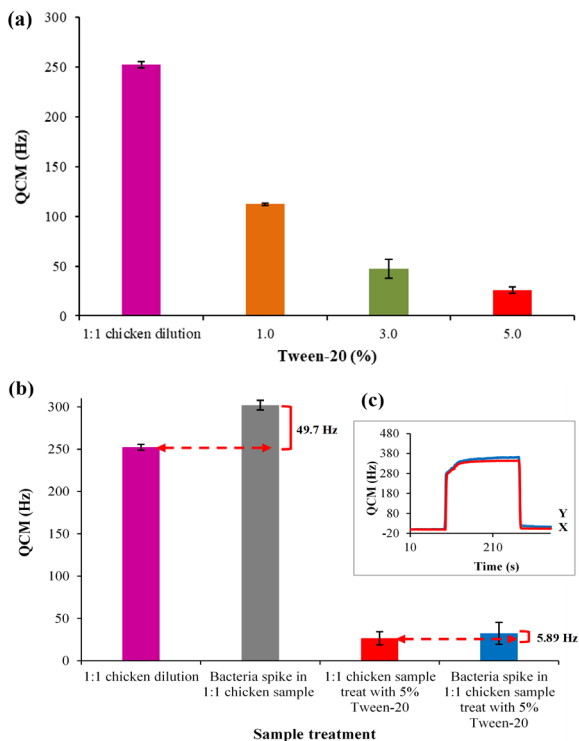 (a)
300
250
200
150
100
50
0
QCM (Hz)
1:1 chicken dilution 1.0 3.0 5.0
Tween-20 (%)
(b)
300
250
200
150
100
50
0
QCM (Hz)
49.7 Hz
5.89 Hz
1:1 chicken dilution
Bacteria spike in
1:1 chicken sample
1:1 chicken sample
treat with 5%
Tween-20
Bacteria spike in
1:1 chicken sample
treat with 5%
Tween-20
Sample treatment
(c)
480
380
280
180
80
-20
QCM (Hz)
Y
X
10 210
Time (s)